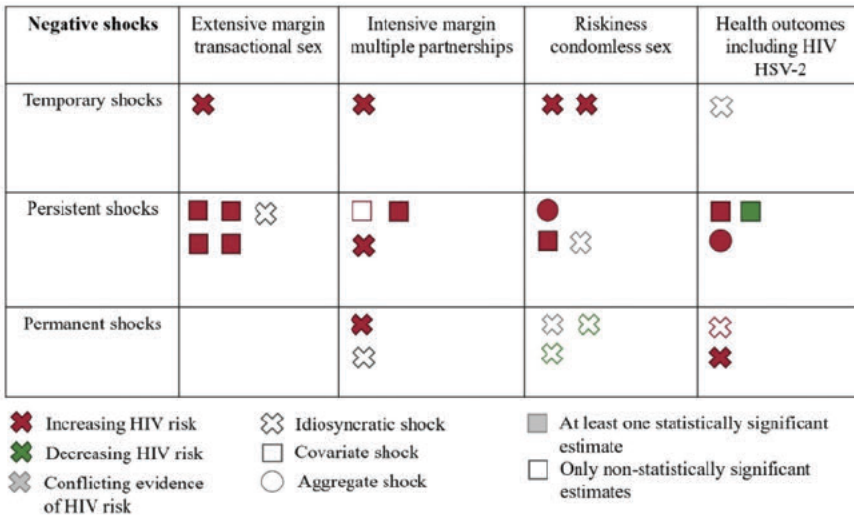 Negative shocks
Extensive margin
transactional sex
Intensive margin
multiple partnerships
Riskiness
condomless sex
Health outcomes
including HIV
HSV-2
Temporary shocks
Persistent shocks
Permanent shocks
Increasing HIV risk
Decreasing HIV risk
Conflicting evidence
of HIV risk
Idiosyncratic shock
Covariate shock
Aggregate shock
At least one statistically significant
estimate
Only non-statistically significant
estimates